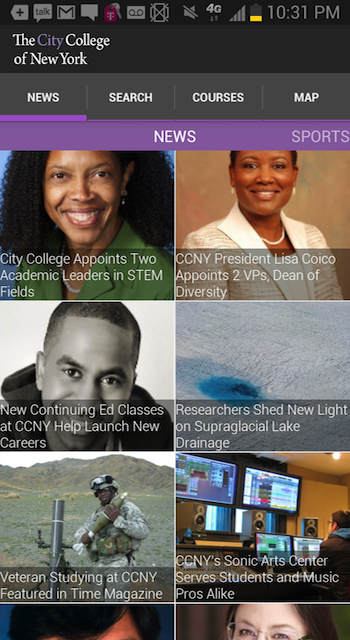 talk
4G
10:31 PM
The City College
of New York
NEWS
SEARCH
COURSES
MAP
NEWS
SPORTS
City College Appoints Two
Academic Leaders in STEM
Fields
CCNY President Lisa Coico
Appoints 2 VPs, Dean of
Diversity
New Continuing Ed Classes
at CCNY Help Launch New
Careers
Researchers Shed New Light
on Supraglacial Lake
Drainage
Veteran Studying at CCNY
Featured in Time Magazine
CCNY's Sonic Arts Center
Serves Students and Music
Pros Alike